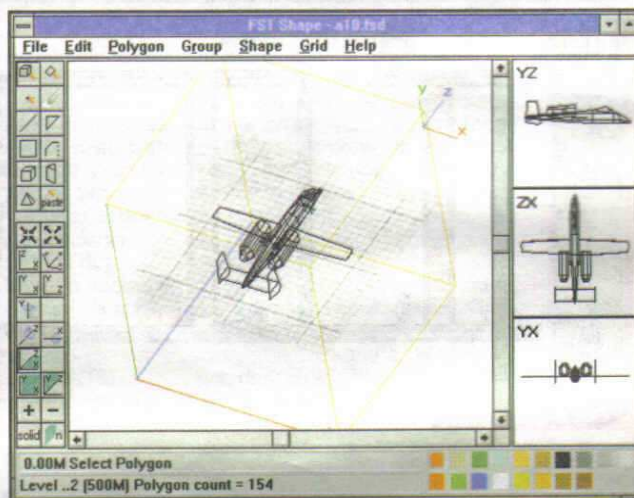 FST Shape - a10.fsd
File Edit Polygon Group Shape Grid Help
YZ
y
z
x
ZX
YX
solid
0.00M Select Polygon
Level ..2 (500M) Polygon count = 154